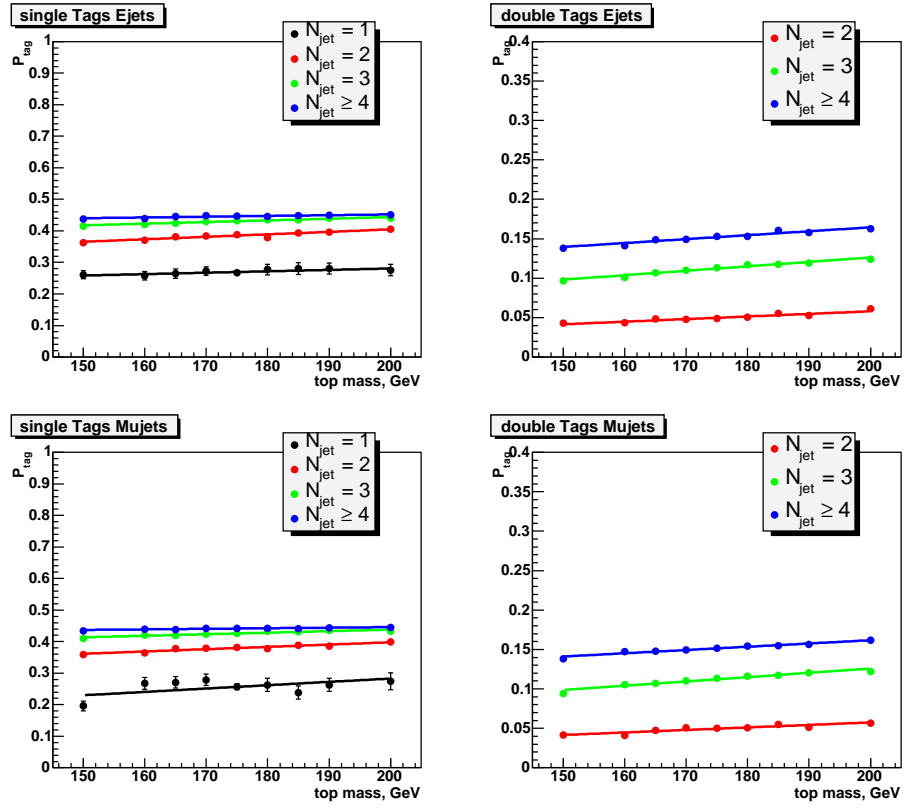 single Tags Ejets
P_tag
N_jet = 1
N_jet = 2
N_jet = 3
N_jet ≥ 4
1
0.9
0.8
0.7
0.6
0.5
0.4
0.3
0.2
0.1
0
150 160 170 180 190 200
top mass, GeV
double Tags Ejets
P_tag
N_jet = 2
N_jet = 3
N_jet ≥ 4
0.4
0.35
0.3
0.25
0.2
0.15
0.1
0.05
0
150 160 170 180 190 200
top mass, GeV
single Tags Mujets
P_tag
N_jet = 1
N_jet = 2
N_jet = 3
N_jet ≥ 4
1
0.9
0.8
0.7
0.6
0.5
0.4
0.3
0.2
0.1
0
150 160 170 180 190 200
top mass, GeV
double Tags Mujets
P_tag
N_jet = 2
N_jet = 3
N_jet ≥ 4
0.4
0.35
0.3
0.25
0.2
0.15
0.1
0.05
0
150 160 170 180 190 200
top mass, GeV